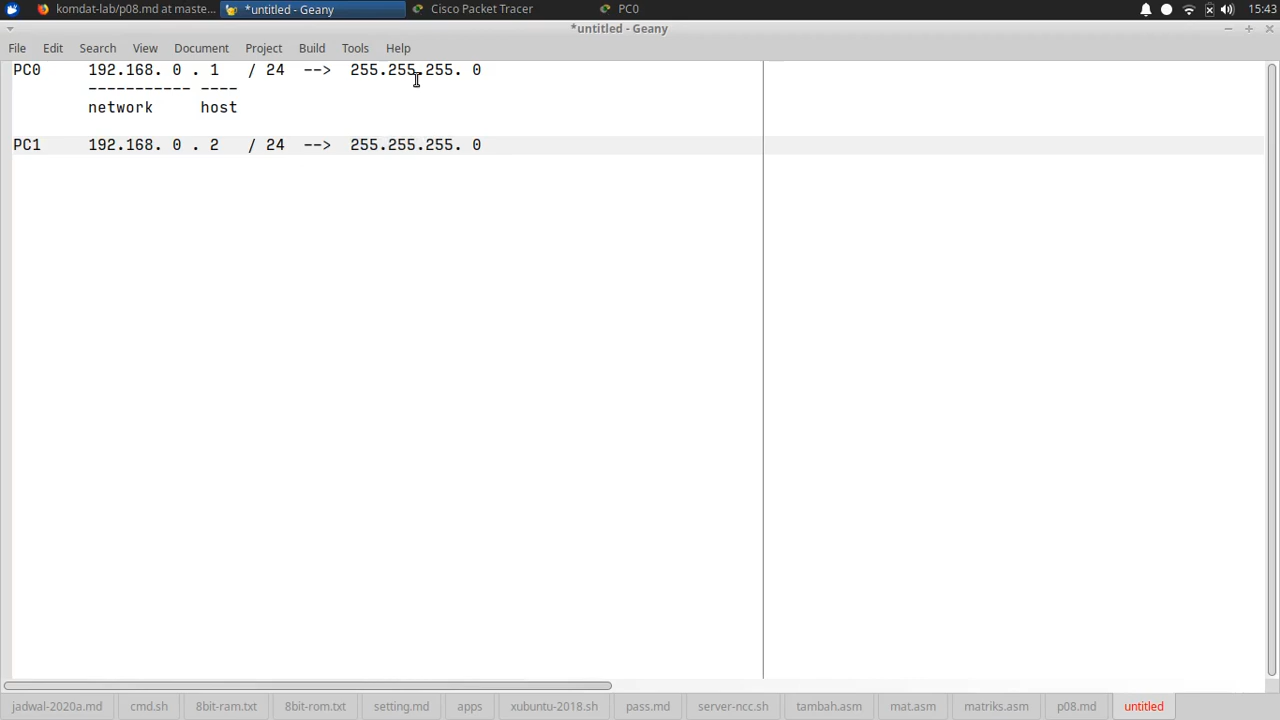 komdat-lab/p08.md at maste... *untitled - Geany Cisco Packet Tracer PC0 15:43
*untitled - Geany
File Edit Search View Document Project Build Tools Help
PC0 192.168. 0 . 1 / 24 --> 255.255.255. 0
----------- ----
network host
PC1 192.168. 0 . 2 / 24 --> 255.255.255. 0
jadwal-2020a.md cmd.sh 8bit-ram.txt 8bit-rom.txt setting.md apps xubuntu-2018.sh pass.md server-ncc.sh tambah.asm mat.asm matriks.asm p08.md untitled